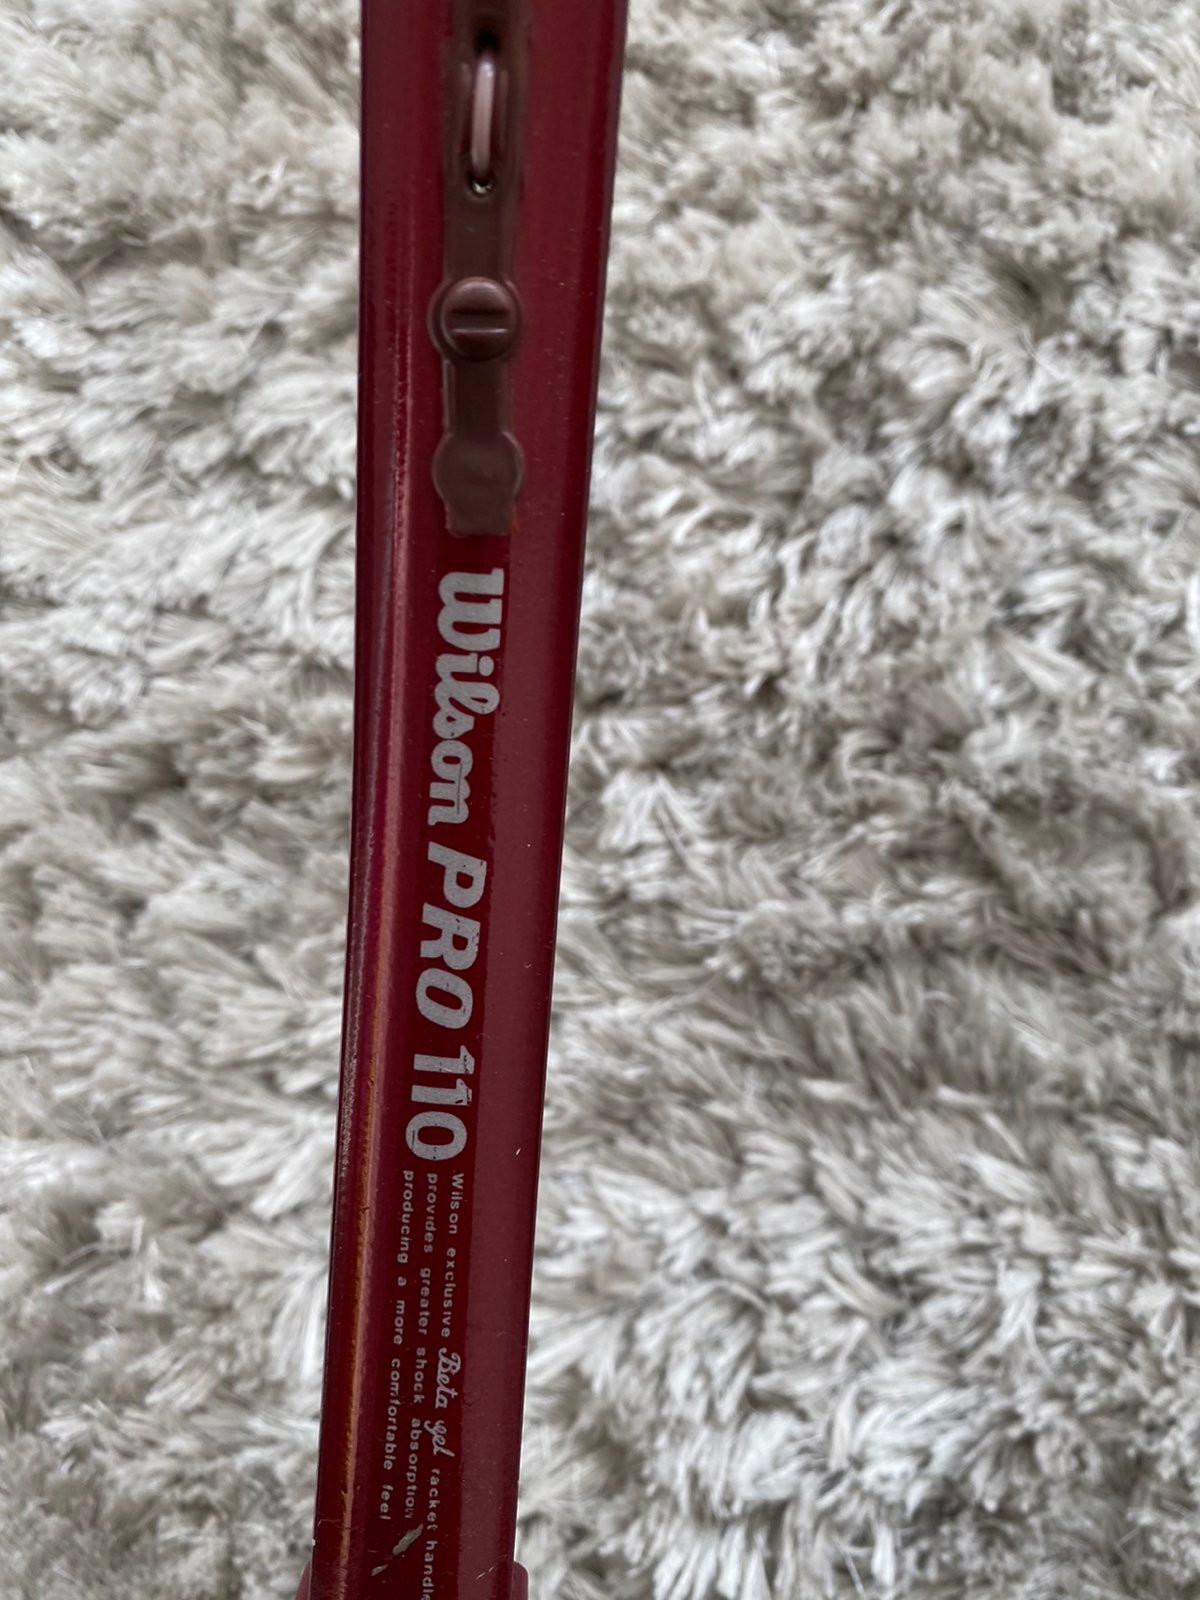 Wilson PRO 110
Wilson exclusive Beta gel racket handle
provides greater shock absorption
producing a more comfortable feel